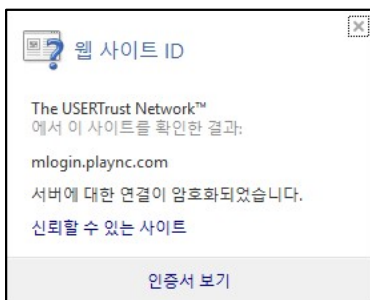 웹 사이트 ID
The USERTrust Network™
에서 이 사이트를 확인한 결과:
mlogin.plaync.com
서버에 대한 연결이 암호화되었습니다.
신뢰할 수 있는 사이트
인증서 보기